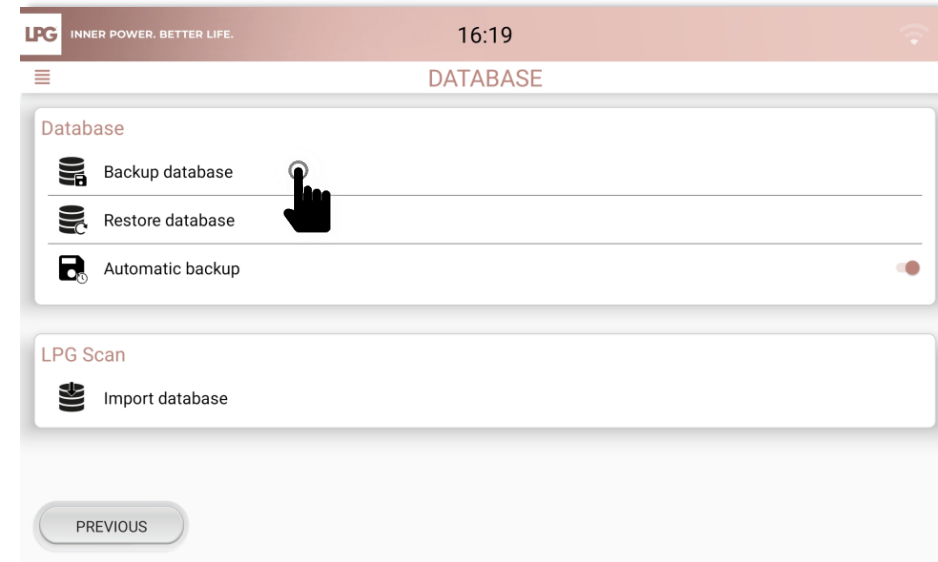 LPG INNER POWER. BETTER LIFE. 16:19
DATABASE
Database
Backup database
Restore database
Automatic backup
LPG Scan
Import database
PREVIOUS